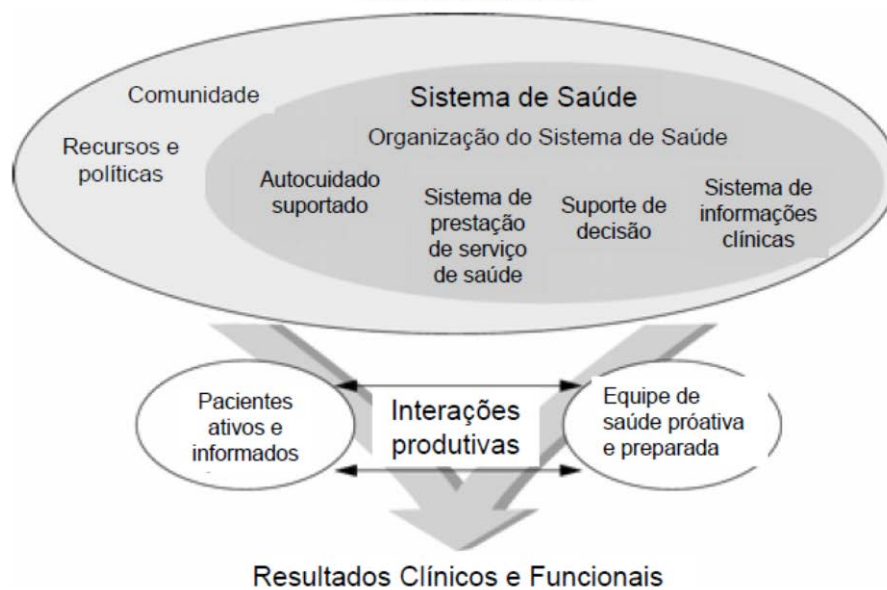 Comunidade
Recursos e
políticas
Sistema de Saúde
Organização do Sistema de Saúde
Autocuidado
suportado
Sistema de
prestação
de serviço
de saúde
Suporte de
decisão
Sistema de
informações
clínicas
Pacientes
ativos e
informados
Interações
produtivas
Equipe de
saúde próativa
e preparada
Resultados Clínicos e Funcionais